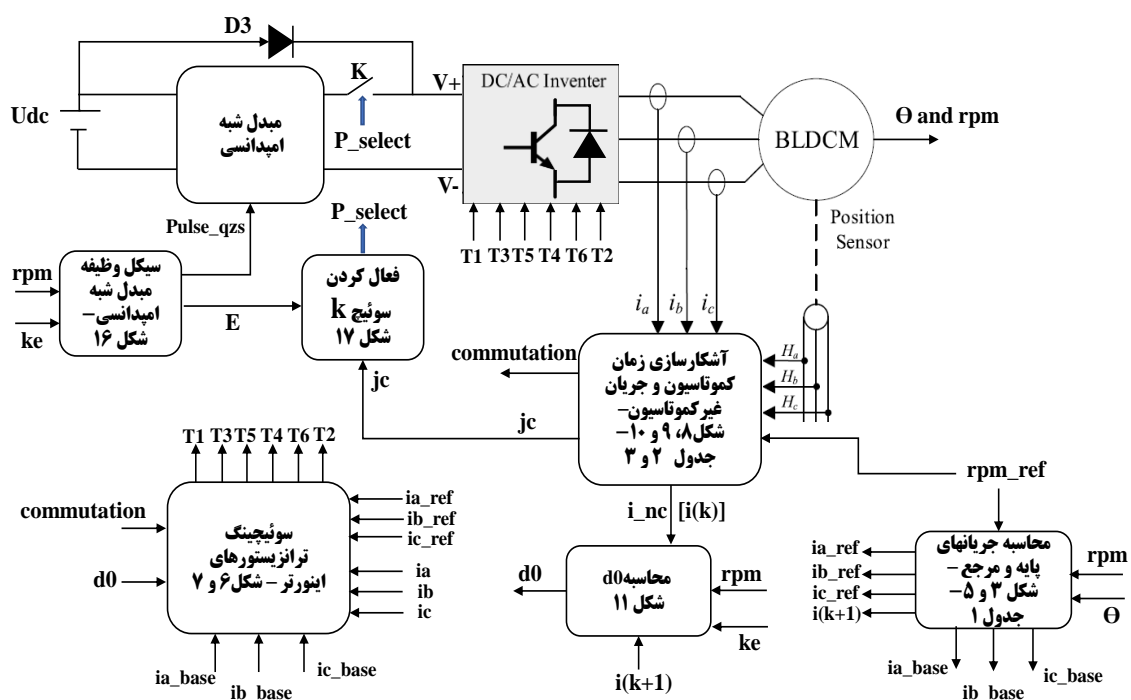 D3
K
V+
DC/AC Inventer
Udc
مبدل شبه
امپدانسی
P_select
Θ and rpm
BLDCM
V-
Pulse_qzs
P_select
T1 T3 T5 T4 T6 T2
Position
Sensor
rpm
ke
سیکل وظیفه
مبدل شبه
امپدانسی-
شکل ۱۶
E
فعال کردن
سوئیچ k
شکل ۱۷
jc
ia ib ic
commutation
jc
آشکارسازی زمان
کموتاسیون و جریان
غیرکموتاسیون-
شکل۸، ۹ و ۱۰-
جدول ۲ و ۳
Ha
Hb
Hc
T1 T3 T5 T4 T6 T2
commutation
d0
سوئیچینگ
ترانزیستورهای
اینورتر - شکل۶ و ۷
ia_ref
ib_ref
ic_ref
ia
ib
ic
ia_base
ib_base
ic_base
i_nc [i(k)]
d0
محاسبهd0
شکل ۱۱
rpm
ke
i(k+1)
rpm_ref
ia_ref
ib_ref
ic_ref
i(k+1)
محاسبه جریانهای
پایه و مرجع-
شکل ۳ و ۵-
جدول ۱
rpm
Θ
ia_base
ib_base
ic_base